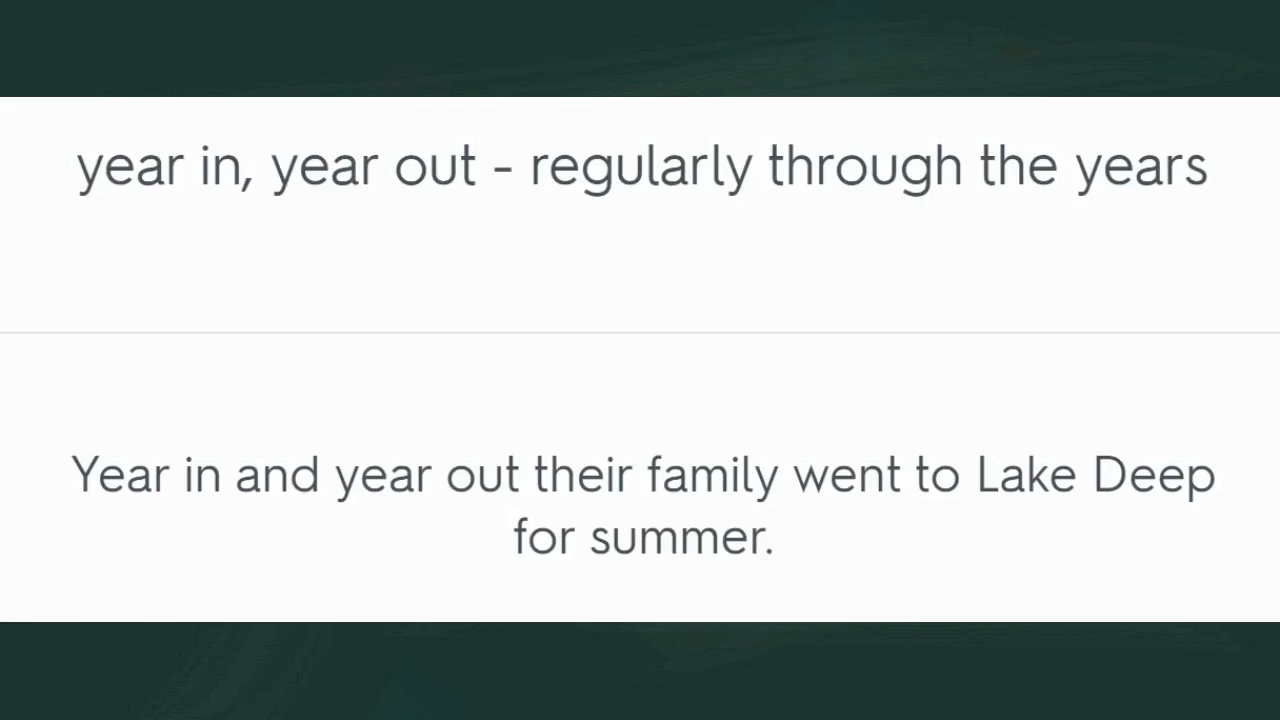 year in, year out - regularly through the years
Year in and year out their family went to Lake Deep
for summer.